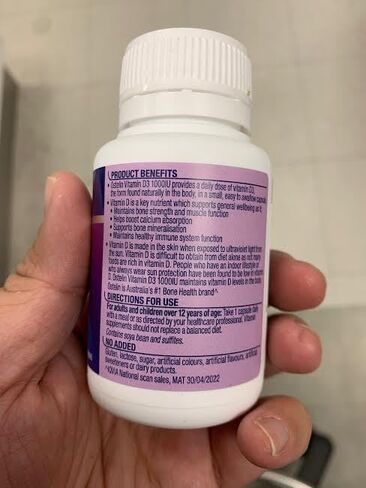 PRODUCT BENEFITS
• Ostelin Vitamin D3 1000IU provides a daily dose of vitamin D3,
the form found naturally in the body, in a small, easy to swallow capsule.
• Vitamin D is a key nutrient which supports general wellbeing as it:
• Maintains bone strength and muscle function
• Helps boost calcium absorption
• Supports bone mineralisation
• Maintains healthy immune system function
• Vitamin D is made in the skin when exposed to ultraviolet light from
the sun. Vitamin D is difficult to obtain from diet alone as not many
foods are rich in vitamin D. People who have an indoor lifestyle or
who always wear sun protection have been found to be low in vitamin
D. Ostelin Vitamin D3 1000IU maintains vitamin D levels in the body.
Ostelin is Australia's #1 Bone Health brand^.
DIRECTIONS FOR USE
For adults and children over 12 years of age: Take 1 capsule daily
with a meal or as directed by your healthcare professional. Vitamin
supplements should not replace a balanced diet.
Contains soya bean and sulfites.
NO ADDED
Gluten, lactose, sugar, artificial colours, artificial flavours, artificial
sweeteners or dairy products.
^IQVIA National scan sales, MAT 30/04/2022